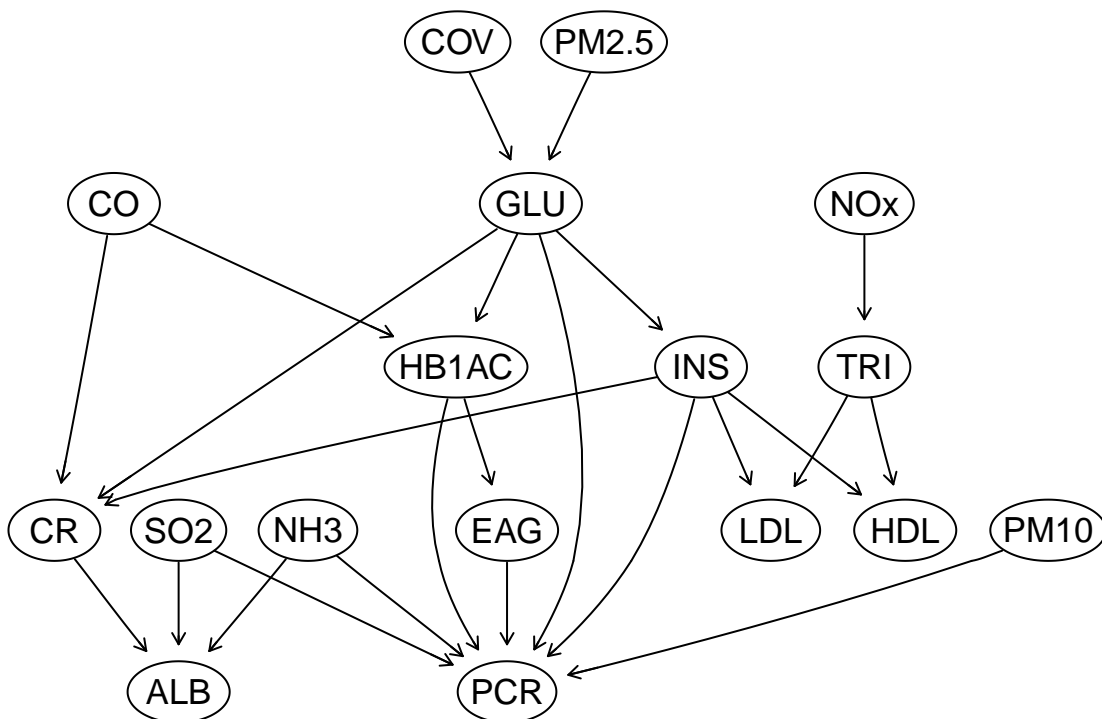 COV PM2.5
CO GLU NOx
HB1AC INS TRI
CR SO2 NH3 EAG LDL HDL PM10
ALB PCR